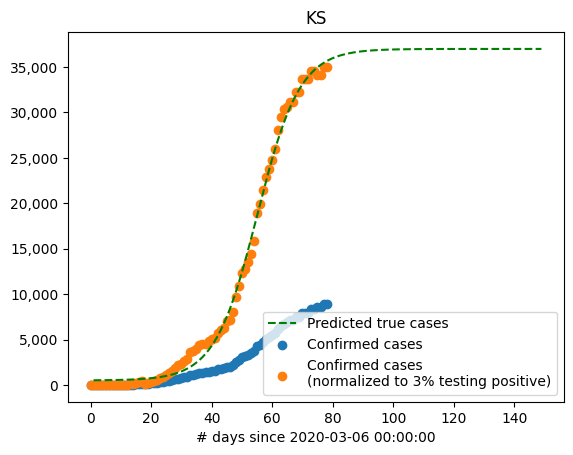 KS
35,000
30,000
25,000
20,000
15,000
10,000
5,000
0
Predicted true cases
Confirmed cases
Confirmed cases
(normalized to 3% testing positive)
0 20 40 60 80 100 120 140
# days since 2020-03-06 00:00:00